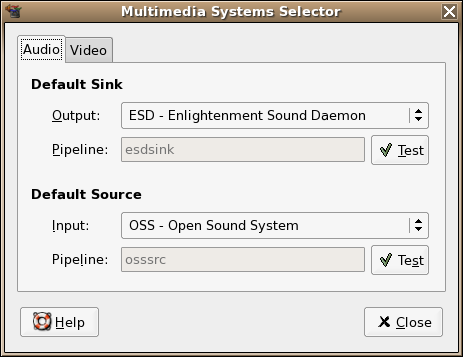 Multimedia Systems Selector
Audio Video
Default Sink
Output: ESD - Enlightenment Sound Daemon
Pipeline: esdsink Test
Default Source
Input: OSS - Open Sound System
Pipeline: osssrc Test
Help Close